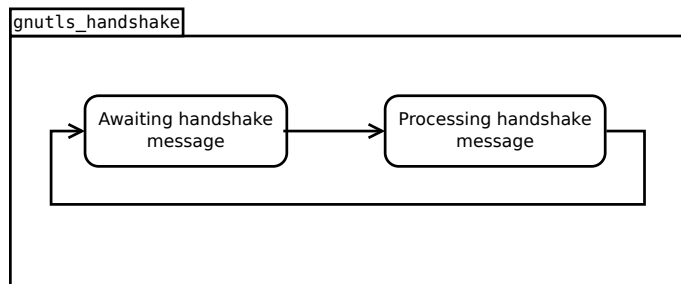 gnutls_handshake
Awaiting handshake
message
Processing handshake
message